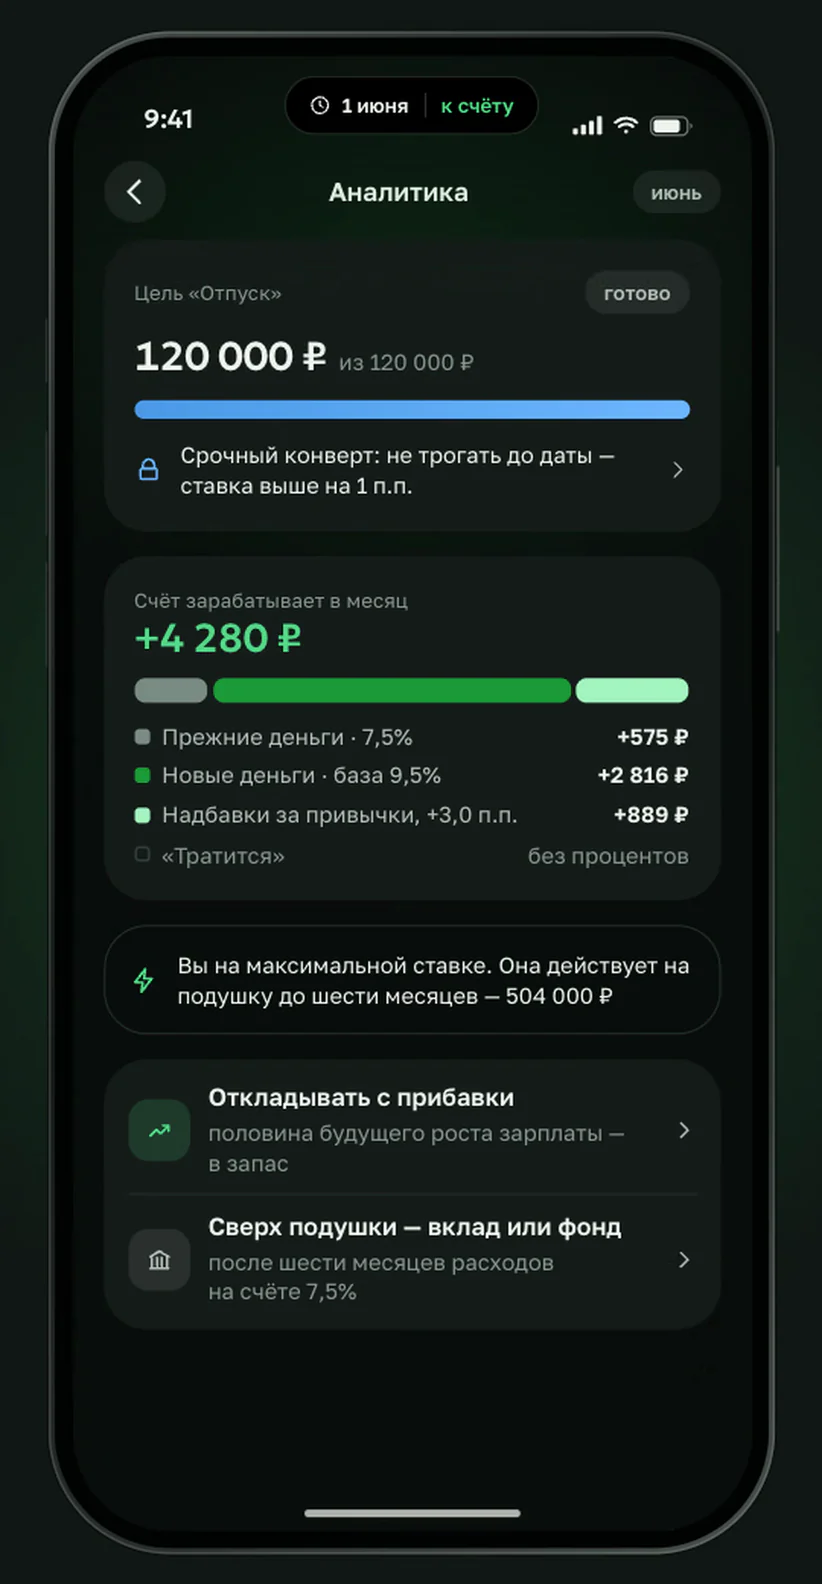 9:41
1 июня
к счёту
Аналитика
июнь
Цель «Отпуск»
готово
120 000 ₽ из 120 000 ₽
Срочный конверт: не трогать до даты —
ставка выше на 1 п.п.
Счёт зарабатывает в месяц
+4 280 ₽
Прежние деньги · 7,5%
+575 ₽
Новые деньги · база 9,5%
+2 816 ₽
Надбавки за привычки, +3,0 п.п.
+889 ₽
«Тратится»
без процентов
Вы на максимальной ставке. Она действует на
подушку до шести месяцев — 504 000 ₽
Откладывать с прибавки
половина будущего роста зарплаты —
в запас
Сверх подушки — вклад или фонд
после шести месяцев расходов
на счёте 7,5%